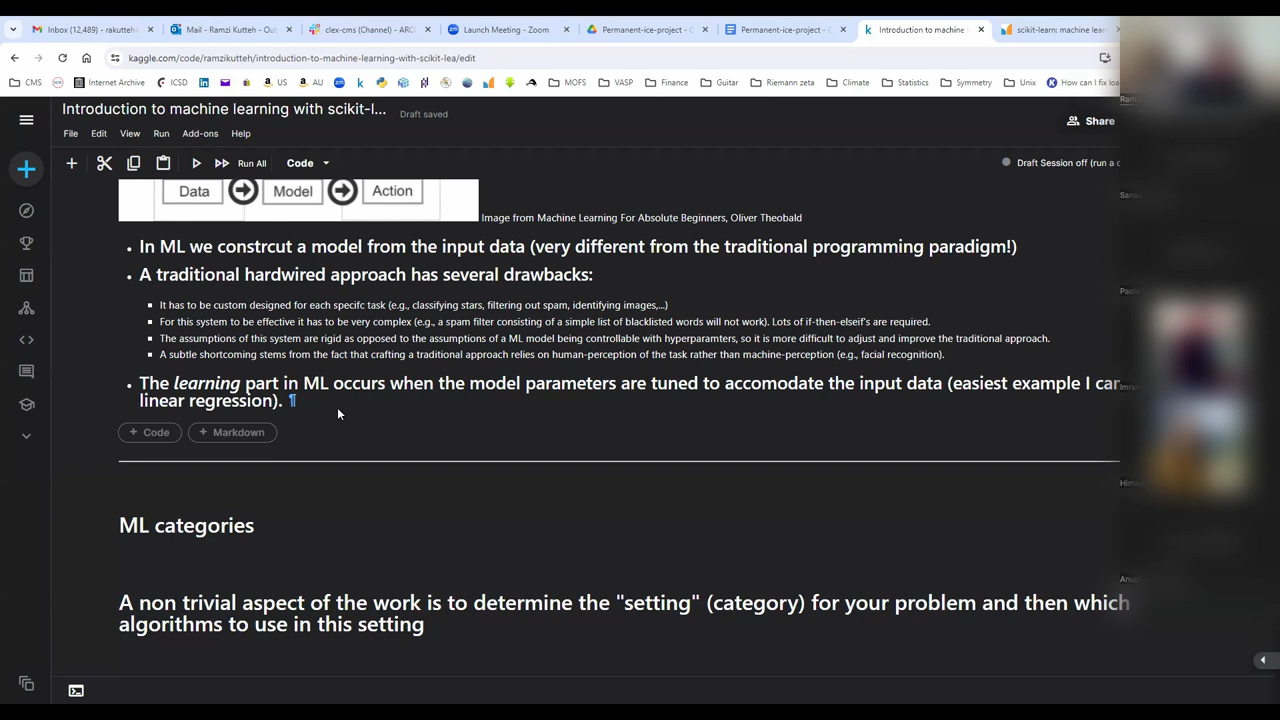 Inbox (12,489) - rakutteh
Mail - Ramzi Kutteh - Out
clex-cms (Channel) - ARC
Launch Meeting - Zoom
Permanent-ice-project - G
Permanent-ice-project - G
Introduction to machine l
scikit-learn: machine lear
kaggle.com/code/ramzikutteh/introduction-to-machine-learning-with-scikit-lea/edit
CMS
Internet Archive
ICSD
US
AU
MOFS
VASP
Finance
Guitar
Riemann zeta
Climate
Statistics
Symmetry
Unix
How can I fix loa
Introduction to machine learning with scikit-l...
Draft saved
File Edit View Run Add-ons Help
Share
Run All
Code
Draft Session off (run a c
Data Model Action
Image from Machine Learning For Absolute Beginners, Oliver Theobald
• In ML we constrcut a model from the input data (very different from the traditional programming paradigm!)
• A traditional hardwired approach has several drawbacks:
▪ It has to be custom designed for each specifc task (e.g., classifying stars, filtering out spam, identifying images,...)
▪ For this system to be effective it has to be very complex (e.g., a spam filter consisting of a simple list of blacklisted words will not work). Lots of if-then-elseif's are required.
▪ The assumptions of this system are rigid as opposed to the assumptions of a ML model being controllable with hyperparamters, so it is more difficult to adjust and improve the traditional approach.
▪ A subtle shortcoming stems from the fact that crafting a traditional approach relies on human-perception of the task rather than machine-perception (e.g., facial recognition).
• The learning part in ML occurs when the model parameters are tuned to accomodate the input data (easiest example I can
linear regression). ¶
+ Code
+ Markdown
ML categories
A non trivial aspect of the work is to determine the "setting" (category) for your problem and then which
algorithms to use in this setting